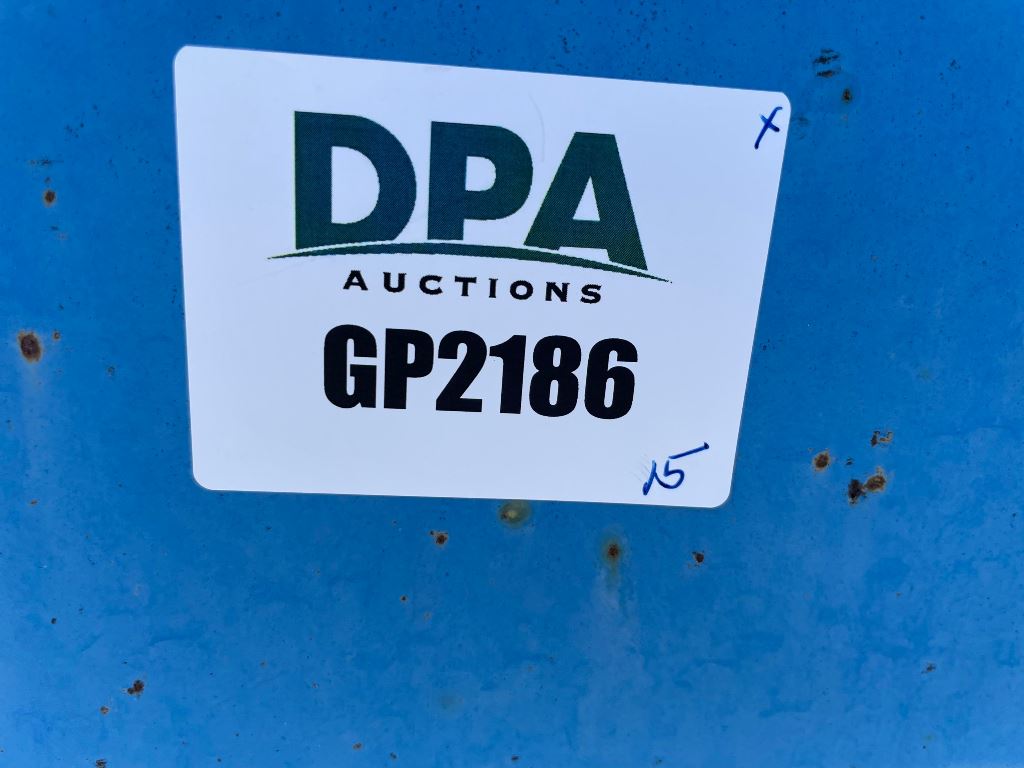 x
DPA
AUCTIONS
GP2186
15